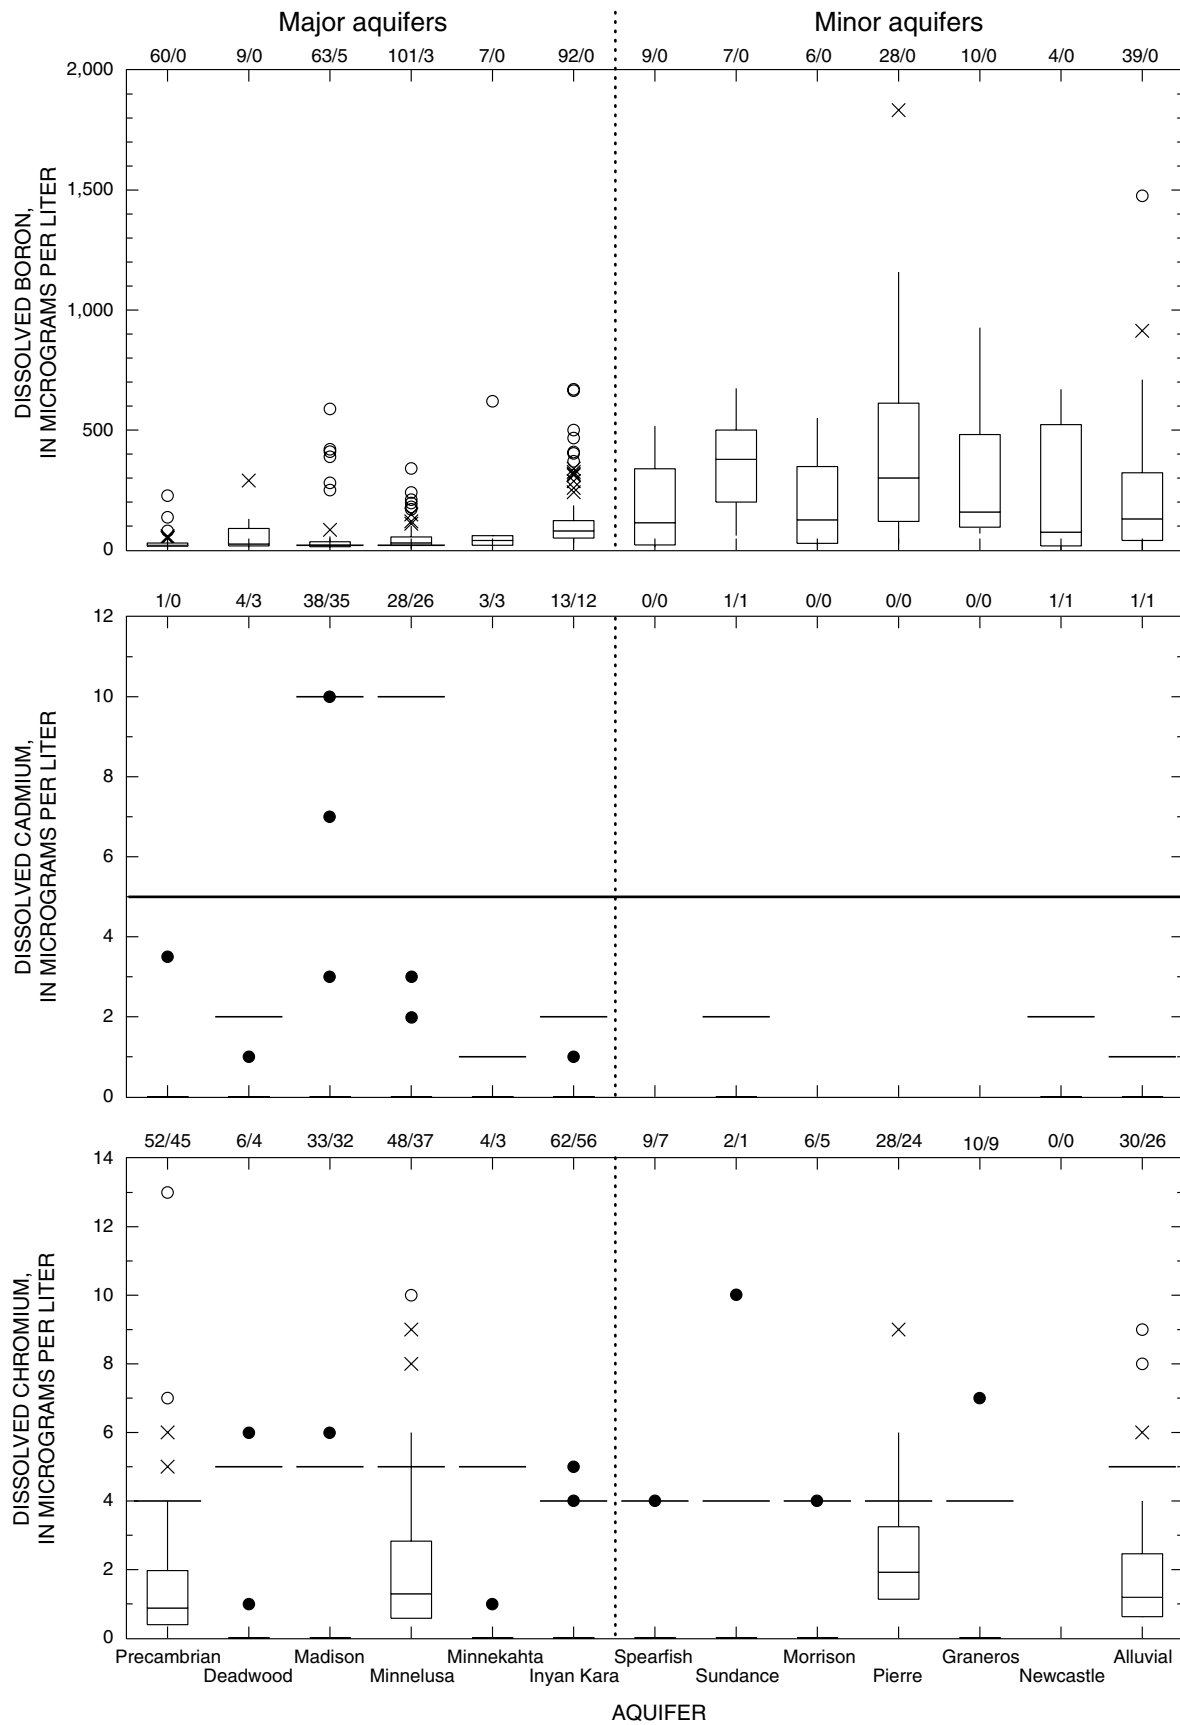 Major aquifers Minor aquifers
60/0 9/0 63/5 101/3 7/0 92/0 9/0 7/0 6/0 28/0 10/0 4/0 39/0
DISSOLVED BORON,
IN MICROGRAMS PER LITER
2,000
1,500
1,000
500
0
1/0 4/3 38/35 28/26 3/3 13/12 0/0 1/1 0/0 0/0 0/0 1/1 1/1
DISSOLVED CADMIUM,
IN MICROGRAMS PER LITER
12
10
8
6
4
2
0
52/45 6/4 33/32 48/37 4/3 62/56 9/7 2/1 6/5 28/24 10/9 0/0 30/26
DISSOLVED CHROMIUM,
IN MICROGRAMS PER LITER
14
12
10
8
6
4
2
0
Precambrian Madison Minnekahta Spearfish Morrison Graneros Alluvial
Deadwood Minnelusa Inyan Kara Sundance Pierre Newcastle
AQUIFER